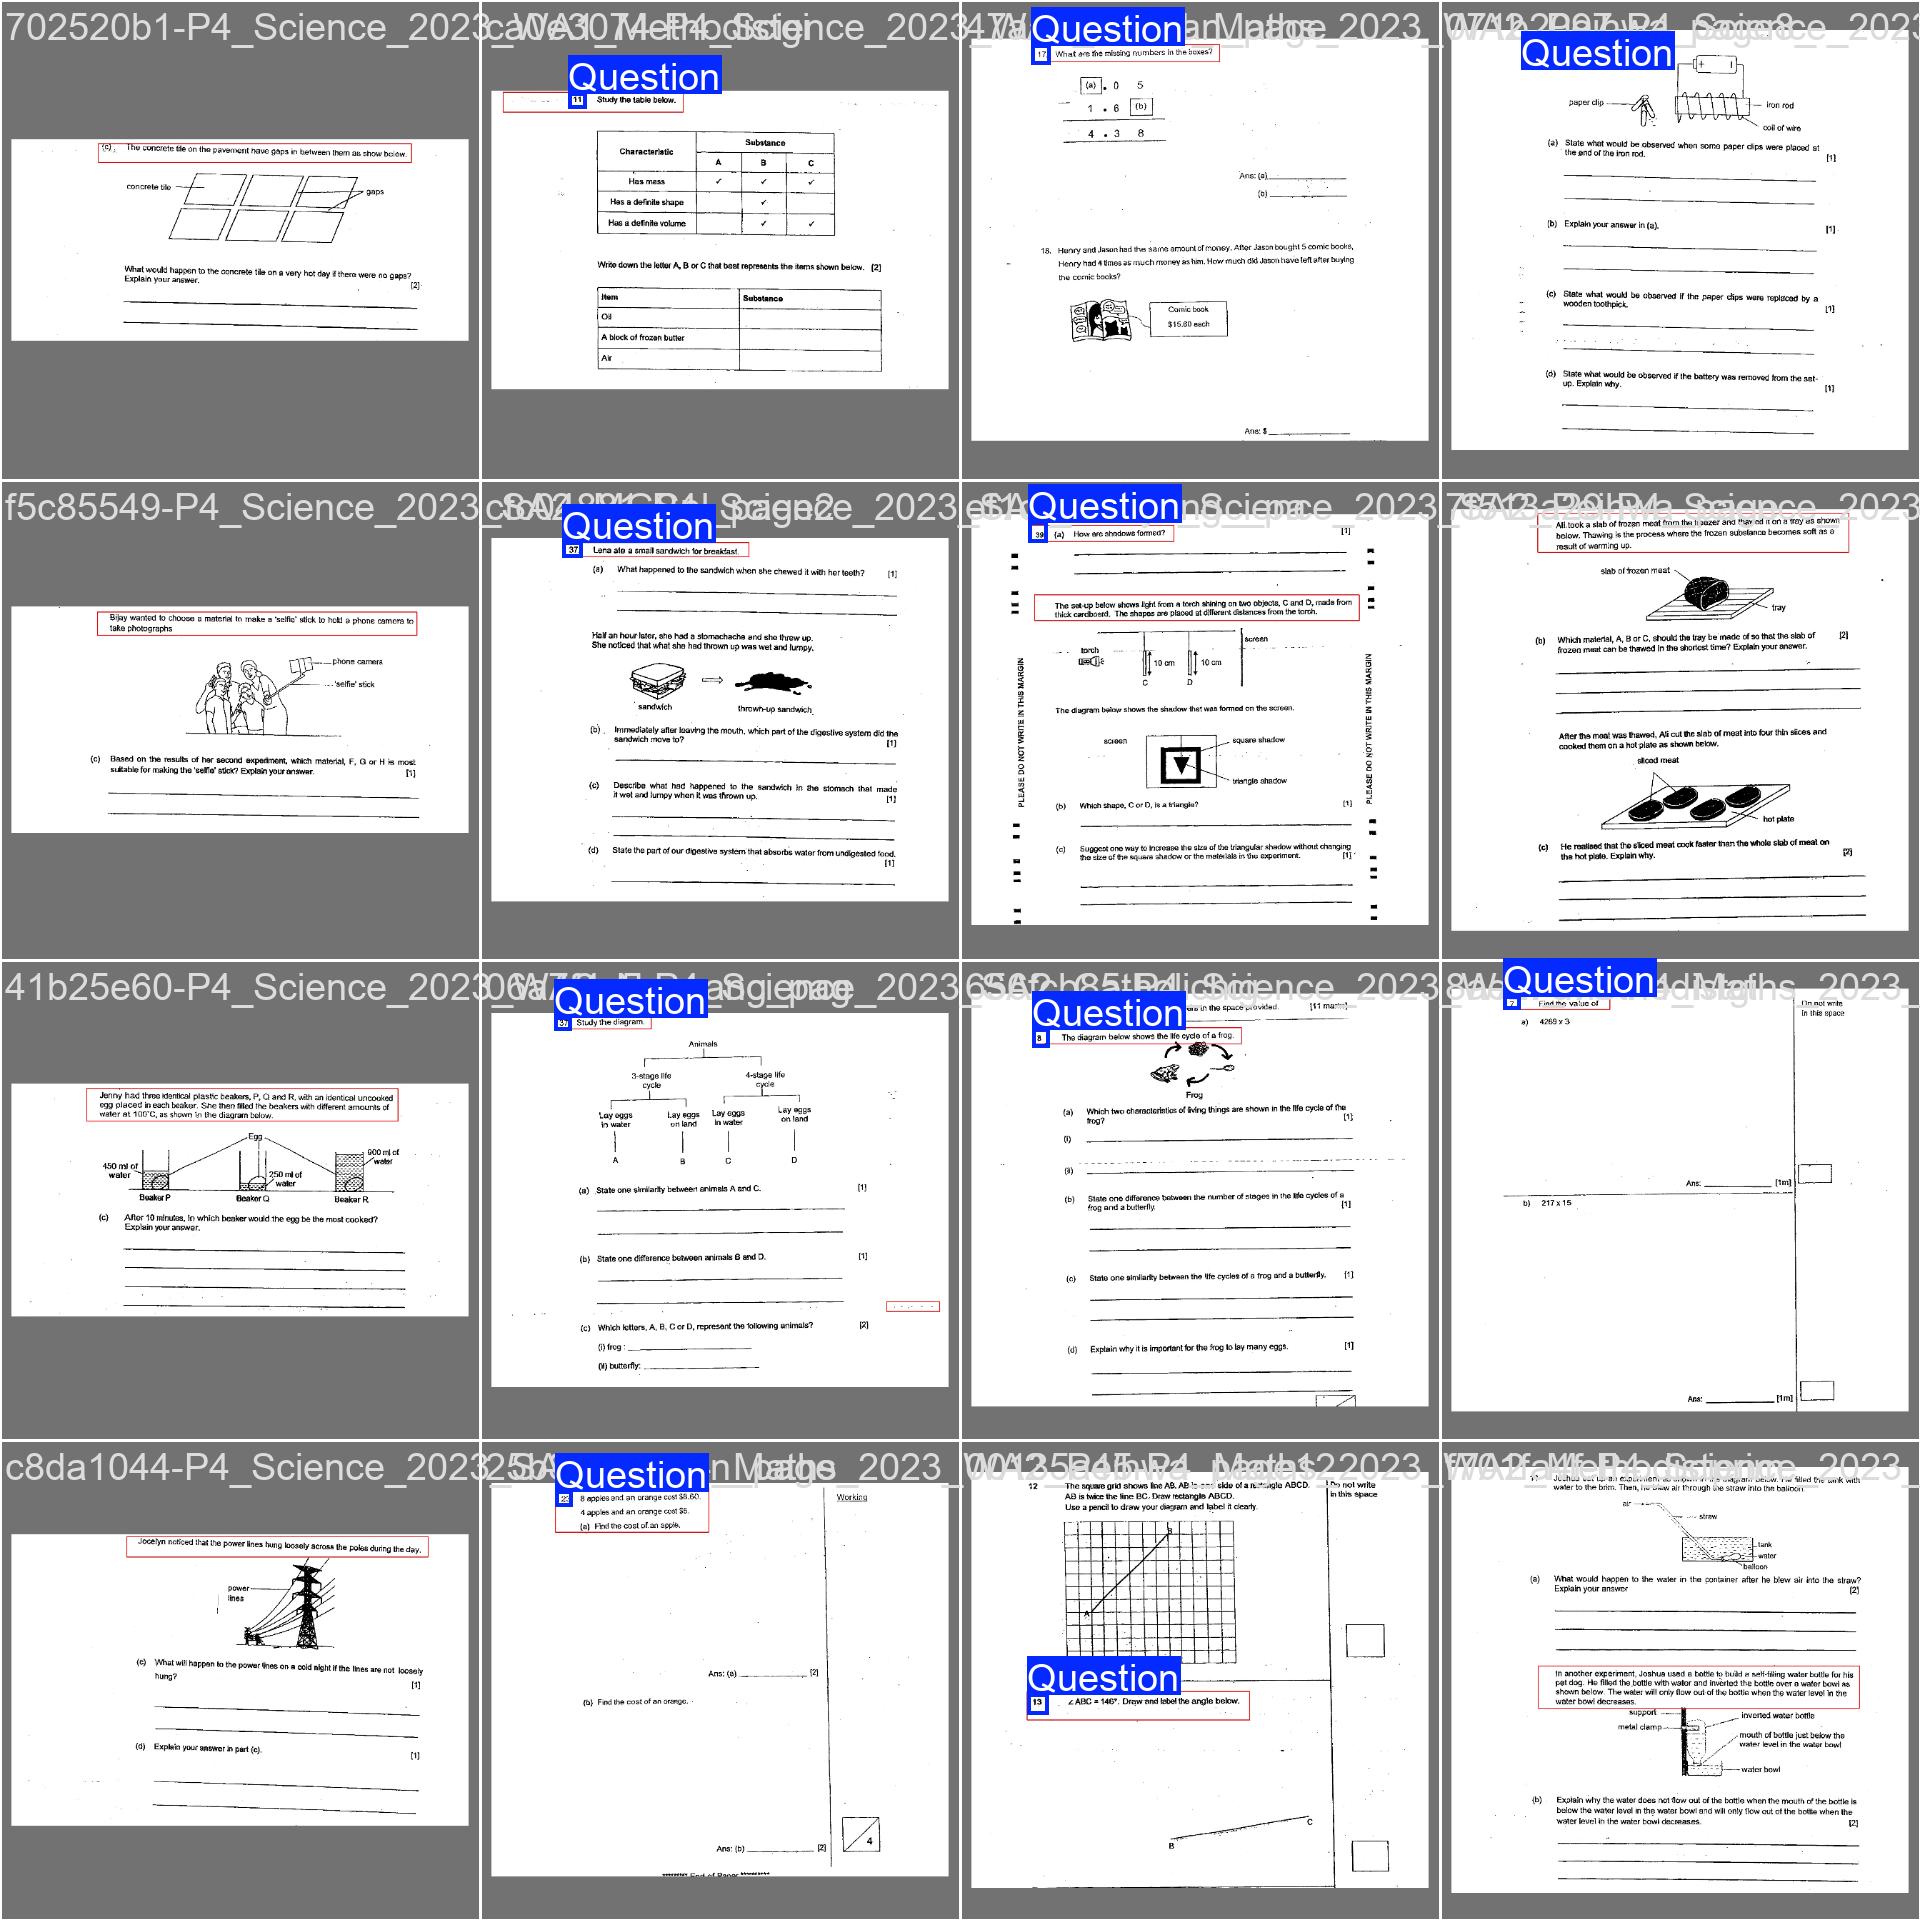 702520b1-P4_Science_2023_
(c) The concrete tile on the pavement have gaps in between them as show below.
concrete tile
gaps
What would happen to the concrete tile on a very hot day if there were no gaps?
Explain your answer.
[2]
Question
11 Study the table below.
Characteristic
Substance
A B C
Has mass ✓ ✓ ✓
Has a definite shape ✓
Has a definite volume ✓ ✓
Write down the letter A, B or C that best represents the items shown below. [2]
Item Substance
Oil
A block of frozen butter
Air
Question
17 What are the missing numbers in the boxes?
(a) . 0 5
1 . 6 (b)
4 . 3 8
Ans: (a)
(b)
18. Henry and Jason had the same amount of money. After Jason bought 5 comic books,
Henry had 4 times as much money as him. How much did Jason have left after buying
the comic books?
Comic book
$15.60 each
Ans: $
Question
paper clip
iron rod
coil of wire
(a) State what would be observed when some paper clips were placed at
the end of the iron rod.
[1]
(b) Explain your answer in (a). [1]
(c) State what would be observed if the paper clips were replaced by a
wooden toothpick.
[1]
(d) State what would be observed if the battery was removed from the set-
up. Explain why.
[1]
f5c85549-P4_Science_2023_
Bijay wanted to choose a material to make a 'selfie' stick to hold a phone camera to
take photographs
phone camera
'selfie' stick
(c) Based on the results of her second experiment, which material, F, G or H is most
suitable for making the 'selfie' stick? Explain your answer. [1]
Question
37 Lena ate a small sandwich for breakfast.
(a) What happened to the sandwich when she chewed it with her teeth? [1]
Half an hour later, she had a stomachache and she threw up.
She noticed that what she had thrown up was wet and lumpy.
sandwich
thrown-up sandwich
(b) Immediately after leaving the mouth, which part of the digestive system did the
sandwich move to? [1]
(c) Describe what had happened to the sandwich in the stomach that made
it wet and lumpy when it was thrown up. [1]
(d) State the part of our digestive system that absorbs water from undigested food.
[1]
Question
39 (a) How are shadows formed? [1]
The set-up below shows light from a torch shining on two objects, C and D, made from
thick cardboard. The shapes are placed at different distances from the torch.
torch
screen
10 cm
10 cm
C
D
The diagram below shows the shadow that was formed on the screen.
screen
square shadow
triangle shadow
(b) Which shape, C or D, is a triangle? [1]
(c) Suggest one way to increase the size of the triangular shadow without changing
the size of the square shadow or the materials in the experiment. [1]
PLEASE DO NOT WRITE IN THIS MARGIN
PLEASE DO NOT WRITE IN THIS MARGIN
Ali took a slab of frozen meat from the freezer and thawed it on a tray as shown
below. Thawing is the process where the frozen substance becomes soft as a
result of warming up.
slab of frozen meat
tray
(b) Which material, A, B or C, should the tray be made of so that the slab of [2]
frozen meat can be thawed in the shortest time? Explain your answer.
After the meat was thawed, Ali cut the slab of meat into four thin slices and
cooked them on a hot plate as shown below.
sliced meat
hot plate
(c) He realised that the sliced meat cook faster than the whole slab of meat on
the hot plate. Explain why. [2]
41b25e60-P4_Science_2023_
Jenny had three identical plastic beakers, P, Q and R, with an identical uncooked
egg placed in each beaker. She then filled the beakers with different amounts of
water at 100°C, as shown in the diagram below.
Egg
450 ml of
water
250 ml of
water
900 ml of
water
Beaker P
Beaker Q
Beaker R
(c) After 10 minutes, in which beaker would the egg be the most cooked?
Explain your answer.
Question
37 Study the diagram.
Animals
3-stage life
cycle
4-stage life
cycle
Lay eggs
in water
Lay eggs
on land
Lay eggs
in water
Lay eggs
on land
A
B
C
D
(a) State one similarity between animals A and C. [1]
(b) State one difference between animals B and D. [1]
(c) Which letters, A, B, C or D, represent the following animals? [2]
(i) frog :
(ii) butterfly:
Question
in the space provided. [11 marks]
8 The diagram below shows the life cycle of a frog.
Frog
(a) Which two characteristics of living things are shown in the life cycle of the
frog? [1]
(i)
(ii)
(b) State one difference between the number of stages in the life cycles of a
frog and a butterfly. [1]
(c) State one similarity between the life cycles of a frog and a butterfly. [1]
(d) Explain why it is important for the frog to lay many eggs. [1]
Question
Find the value of
Do not write
in this space
a) 4269 x 3
Ans: [1m]
b) 217 x 15
Ans: [1m]
c8da1044-P4_Science_2023_
Jocelyn noticed that the power lines hung loosely across the poles during the day.
power
lines
(c) What will happen to the power lines on a cold night if the lines are not loosely
hung?
[1]
(d) Explain your answer in part (c). [1]
Question
8 apples and an orange cost $8.60.
4 apples and an orange cost $5.
(a) Find the cost of an apple.
Working
Ans: (a) [2]
(b) Find the cost of an orange.
Ans: (b) [2]
4
End of Paper
12 The square grid shows line AB. AB is one side of a rectangle ABCD.
AB is twice the line BC. Draw rectangle ABCD.
Use a pencil to draw your diagram and label it clearly.
Do not write
in this space
B
A
Question
13 ∠ABC = 146°. Draw and label the angle below.
B
C
Joshua set up an experiment as shown in the diagram below. He filled the tank with
water to the brim. Then, he blew air through the straw into the balloon.
air
straw
tank
water
balloon
(a) What would happen to the water in the container after he blew air into the straw?
Explain your answer [2]
In another experiment, Joshua used a bottle to build a self-filling water bottle for his
pet dog. He filled the bottle with water and inverted the bottle over a water bowl as
shown below. The water will only flow out of the bottle when the water level in the
water bowl decreases.
support
metal clamp
inverted water bottle
mouth of bottle just below the
water level in the water bowl
water bowl
(b) Explain why the water does not flow out of the bottle when the mouth of the bottle is
below the water level in the water bowl and will only flow out of the bottle when the
water level in the water bowl decreases. [2]